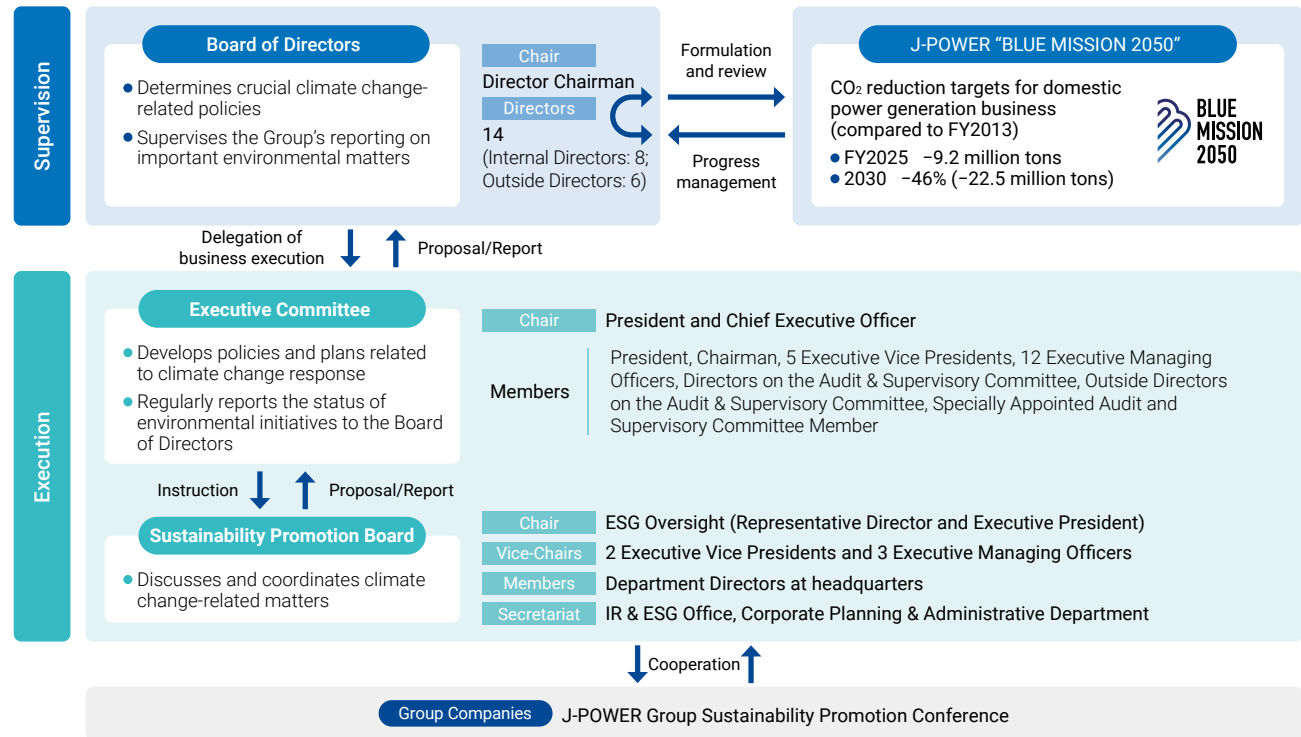 Supervision
Board of Directors
Determines crucial climate change-
related policies
Supervises the Group’s reporting on
important environmental matters
Chair
Director Chairman
Directors
14
(Internal Directors: 8;
Outside Directors: 6)
Formulation
and review
Progress
management
J-POWER “BLUE MISSION 2050”
CO₂ reduction targets for domestic
power generation business
(compared to FY2013)
FY2025 −9.2 million tons
2030 −46% (−22.5 million tons)
BLUE
MISSION
2050
Delegation of
business execution
Proposal/Report
Execution
Executive Committee
Develops policies and plans related
to climate change response
Regularly reports the status of
environmental initiatives to the Board
of Directors
Chair
President and Chief Executive Officer
Members
President, Chairman, 5 Executive Vice Presidents, 12 Executive Managing
Officers, Directors on the Audit & Supervisory Committee, Outside Directors
on the Audit & Supervisory Committee, Specially Appointed Audit and
Supervisory Committee Member
Instruction
Proposal/Report
Sustainability Promotion Board
Discusses and coordinates climate
change-related matters
Chair
ESG Oversight (Representative Director and Executive President)
Vice-Chairs
2 Executive Vice Presidents and 3 Executive Managing Officers
Members
Department Directors at headquarters
Secretariat
IR & ESG Office, Corporate Planning & Administrative Department
Cooperation
Group Companies
J-POWER Group Sustainability Promotion Conference